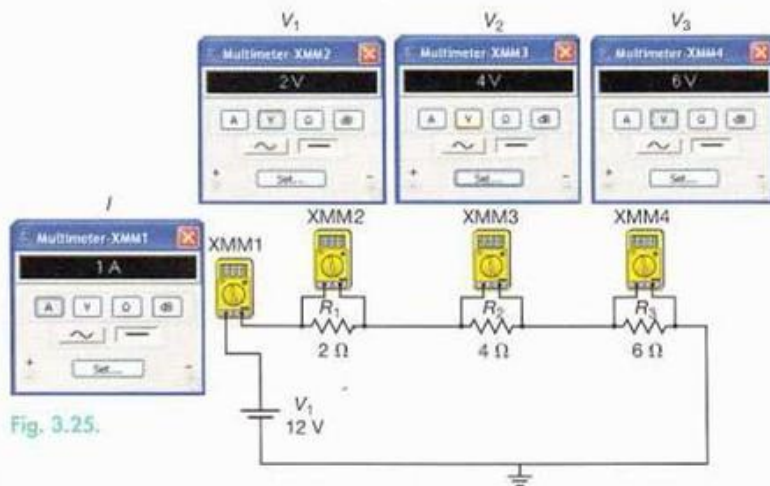 V1 V2 V3
Multimeter-XMM2 Multimeter-XMM3 Multimeter-XMM4
2 V 4 V 6 V
A V Ω dB A V Ω dB A V Ω dB
+ Set... - + Set... - + Set... -
I
Multimeter-XMM1
1 A
A V Ω dB
+ Set... -
XMM1 XMM2 XMM3 XMM4
R1 R2 R3
2 Ω 4 Ω 6 Ω
V1
12 V
Fig. 3.25.